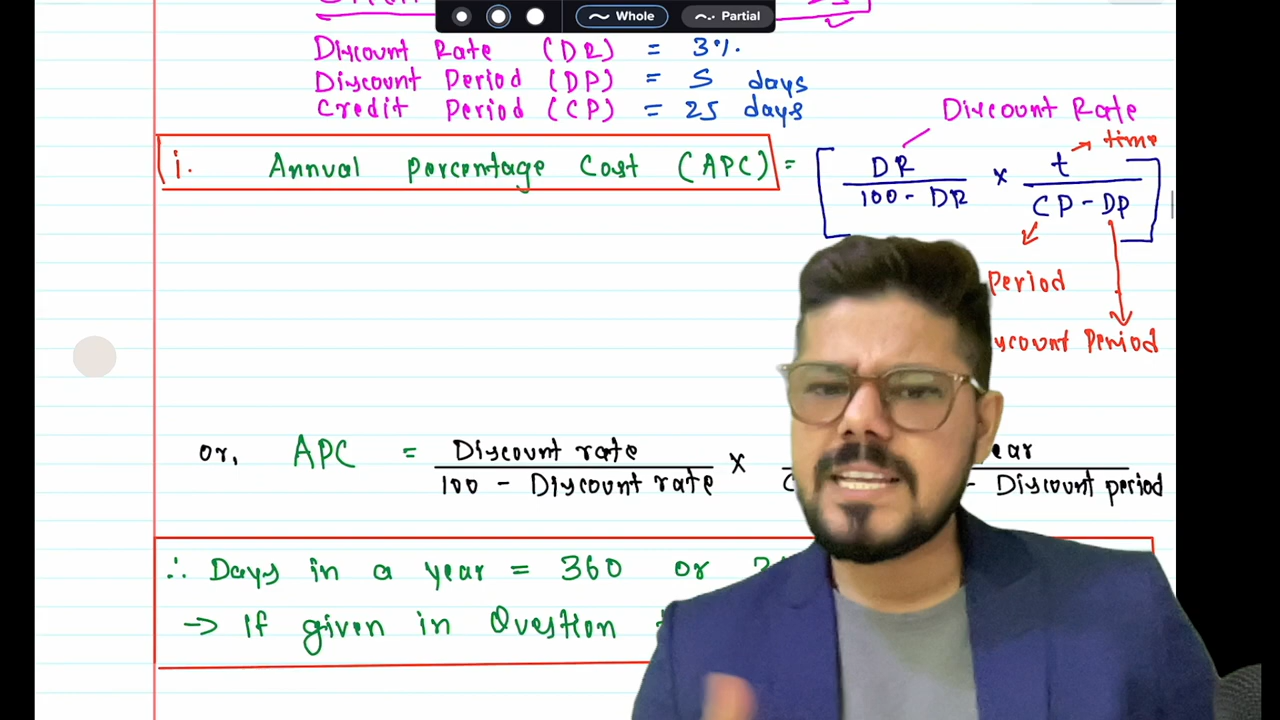 Whole Partial
Discount Rate (DR) = 3%.
Discount Period (DP) = 5 days
Credit Period (CP) = 25 days
Discount Rate
time
i. Annual Percentage Cost (APC) = [DR / 100 - DR × t / CP - DP]
Period
Period
or, APC = Discount rate / 100 - Discount rate ×
- Discount period
∴ Days in a year = 360 or
→ If given in Question